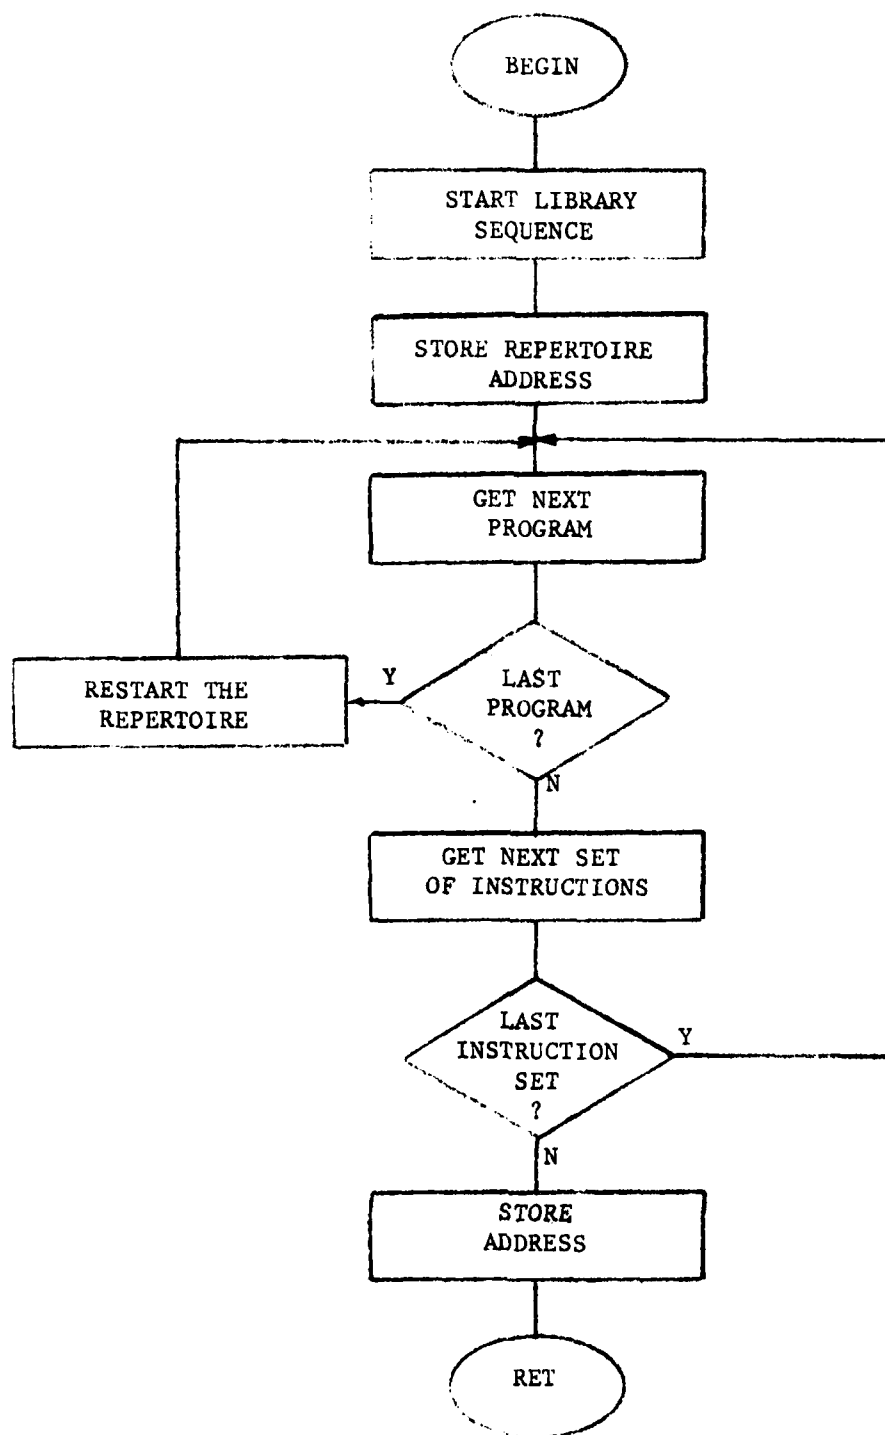 BEGIN
START LIBRARY
SEQUENCE
STORE REPERTOIRE
ADDRESS
GET NEXT
PROGRAM
LAST
PROGRAM
?
Y
RESTART THE
REPERTOIRE
N
GET NEXT SET
OF INSTRUCTIONS
LAST
INSTRUCTION
SET
?
Y
N
STORE
ADDRESS
RET